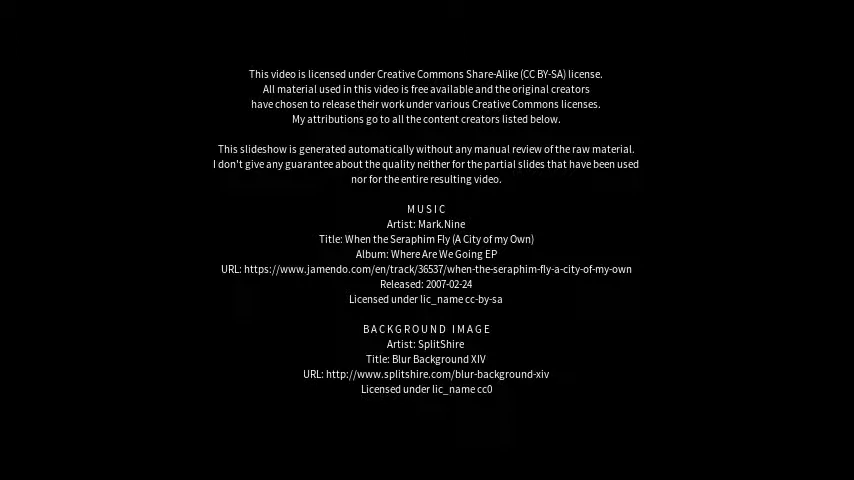 This video is licensed under Creative Commons Share-Alike (CC BY-SA) license.
All material used in this video is free available and the original creators
have chosen to release their work under various Creative Commons licenses.
My attributions go to all the content creators listed below.
This slideshow is generated automatically without any manual review of the raw material.
I don't give any guarantee about the quality neither for the partial slides that have been used
nor for the entire resulting video.
MUSIC
Artist: Mark.Nine
Title: When the Seraphim Fly (A City of my Own)
Album: Where Are We Going EP
URL: https://www.jamendo.com/en/track/36537/when-the-seraphim-fly-a-city-of-my-own
Released: 2007-02-24
Licensed under lic_name cc-by-sa
BACKGROUND IMAGE
Artist: SplitShire
Title: Blur Background XIV
URL: http://www.splitshire.com/blur-background-xiv
Licensed under lic_name cc0